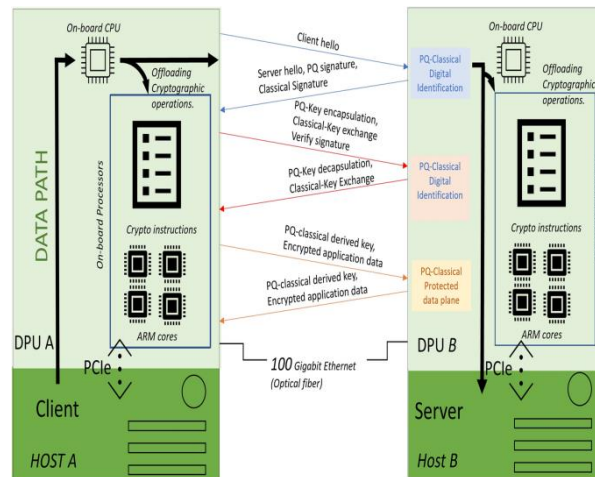 On-board CPU
Offloading
Cryptographic
operations.
DATA PATH
On-board Processors
Crypto instructions
ARM cores
DPU A
PCIe
Client
HOST A
Client hello
Server hello, PQ signature,
Classical Signature
PQ-Key encapsulation,
Classical-Key exchange
Verify signature
PQ-Key decapsulation,
Classical-Key Exchange
PQ-classical derived key,
Encrypted application data
PQ-classical derived key,
Encrypted application data
100 Gigabit Ethernet
(Optical fiber)
PQ-Classical
Digital
Identification
PQ-Classical
Digital
Identification
PQ-Classical
Protected
data plane
On-board CPU
Offloading
Cryptographic
operations.
Crypto instructions
ARM cores
DPU B
PCIe
Server
Host B